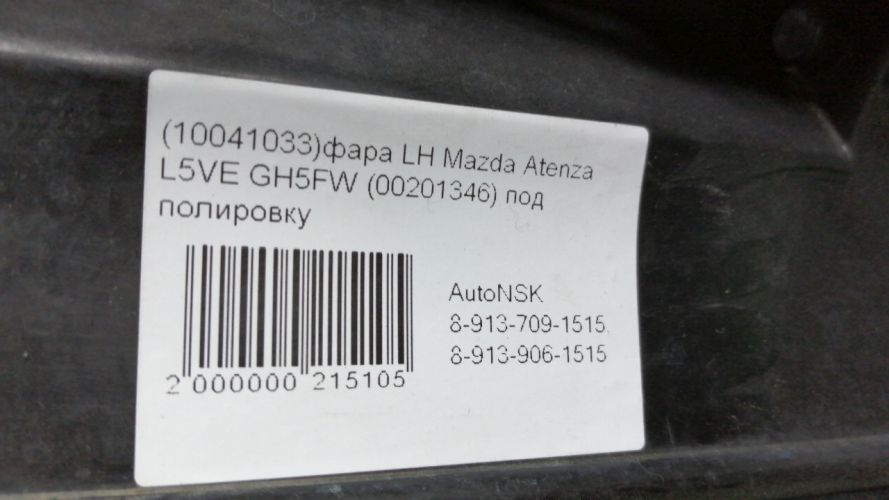 (10041033)фара LH Mazda Atenza
L5VE GH5FW (00201346) под
полировку
AutoNSK
8-913-709-1515
8-913-906-1515
2 000000 215105